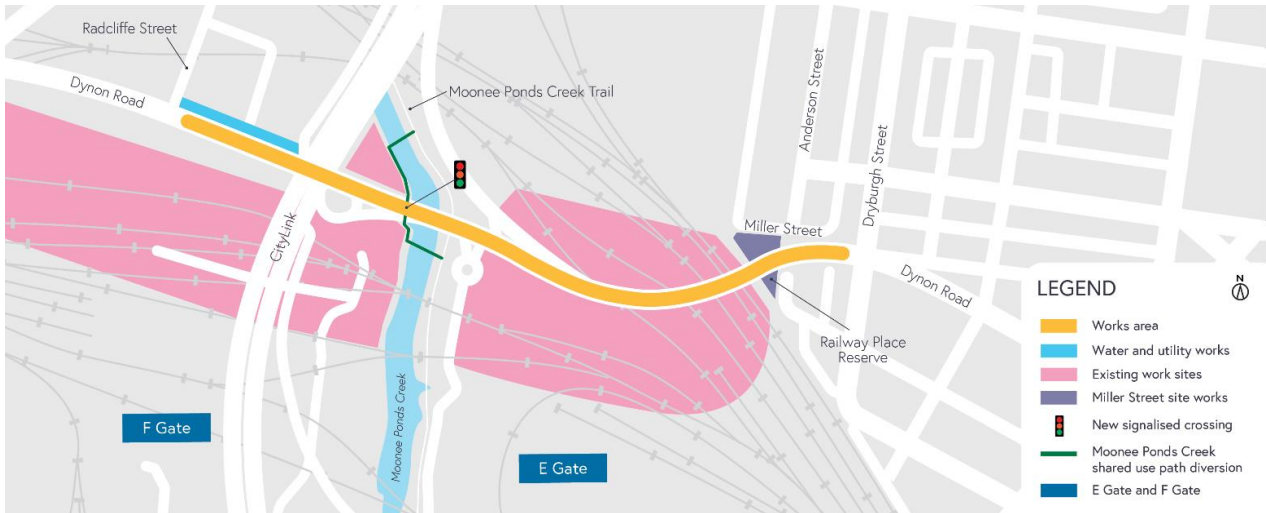 Radcliffe Street
Dynon Road
Moonee Ponds Creek Trail
Anderson Street
Dryburgh Street
CityLink
Miller Street
Dynon Road
Railway Place
Reserve
Moonee Ponds Creek
F Gate
E Gate
LEGEND
N
Works area
Water and utility works
Existing work sites
Miller Street site works
New signalised crossing
Moonee Ponds Creek
shared use path diversion
E Gate and F Gate